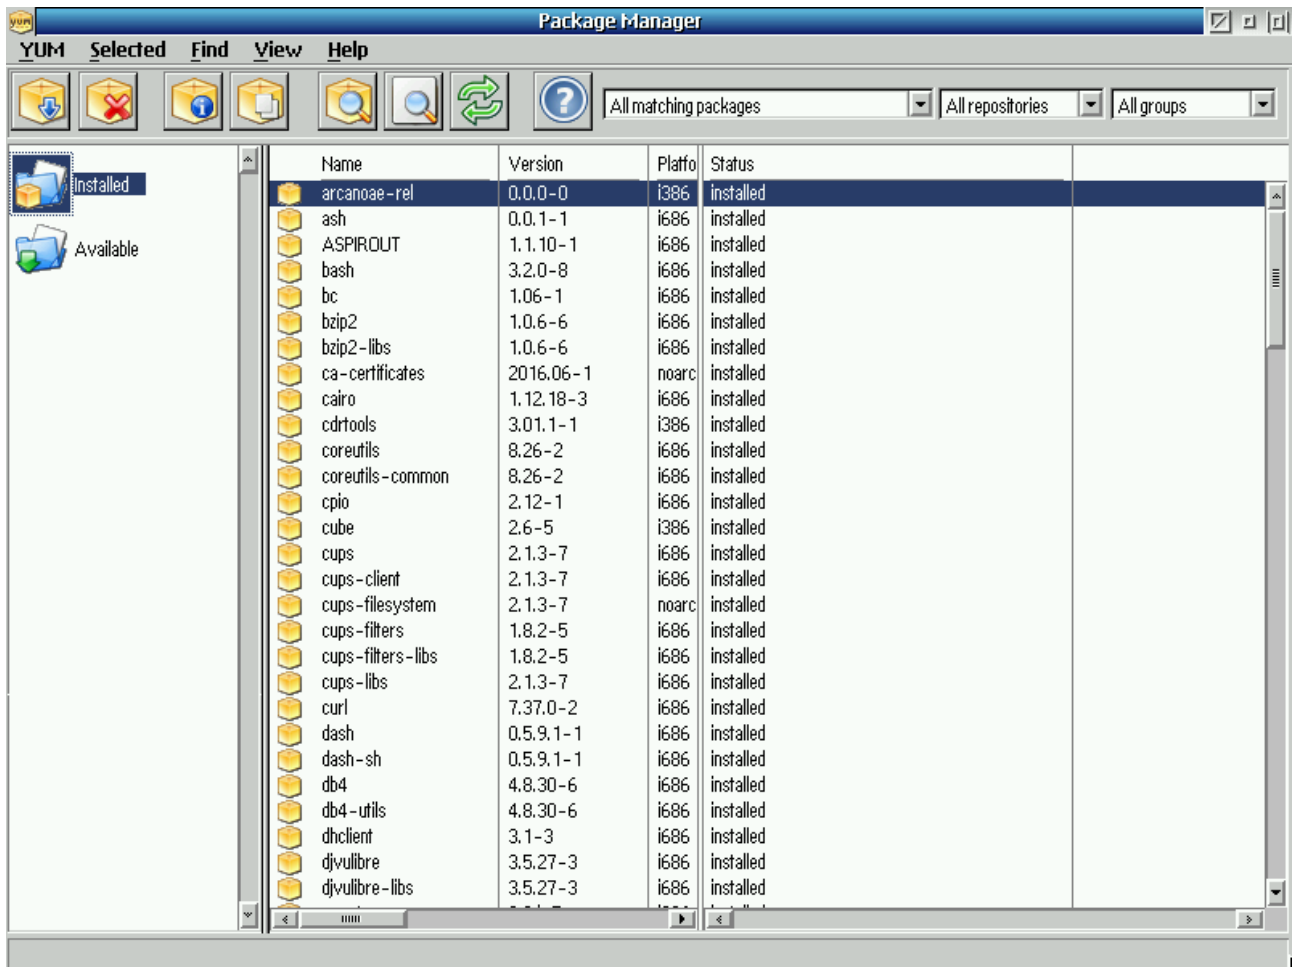 YUM Package Manager
YUM Selected Find View Help
All matching packages All repositories All groups
Installed
Available
Name Version Platfo Status
arcanoae-rel 0.0.0-0 i386 installed
ash 0.0.1-1 i686 installed
ASPIROUT 1.1.10-1 i686 installed
bash 3.2.0-8 i686 installed
bc 1.06-1 i686 installed
bzip2 1.0.6-6 i686 installed
bzip2-libs 1.0.6-6 i686 installed
ca-certificates 2016.06-1 noarc installed
cairo 1.12.18-3 i686 installed
cdrtools 3.01.1-1 i386 installed
coreutils 8.26-2 i686 installed
coreutils-common 8.26-2 i686 installed
cpio 2.12-1 i686 installed
cube 2.6-5 i386 installed
cups 2.1.3-7 i686 installed
cups-client 2.1.3-7 i686 installed
cups-filesystem 2.1.3-7 noarc installed
cups-filters 1.8.2-5 i686 installed
cups-filters-libs 1.8.2-5 i686 installed
cups-libs 2.1.3-7 i686 installed
curl 7.37.0-2 i686 installed
dash 0.5.9.1-1 i686 installed
dash-sh 0.5.9.1-1 i686 installed
db4 4.8.30-6 i686 installed
db4-utils 4.8.30-6 i686 installed
dhclient 3.1-3 i686 installed
djvulibre 3.5.27-3 i686 installed
djvulibre-libs 3.5.27-3 i686 installed